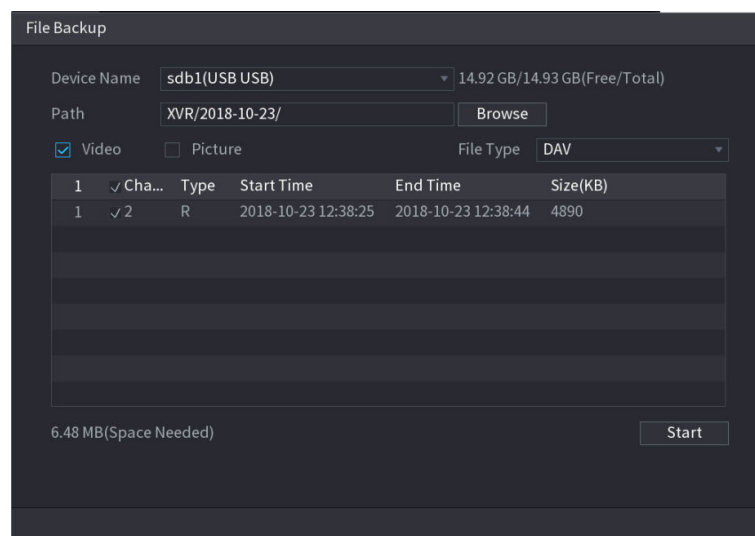 File Backup
Device Name sdb1(USB USB) 14.92 GB/14.93 GB(Free/Total)
Path XVR/2018-10-23/ Browse
Video Picture File Type DAV
1 Cha... Type Start Time End Time Size(KB)
1 2 R 2018-10-23 12:38:25 2018-10-23 12:38:44 4890
6.48 MB(Space Needed) Start